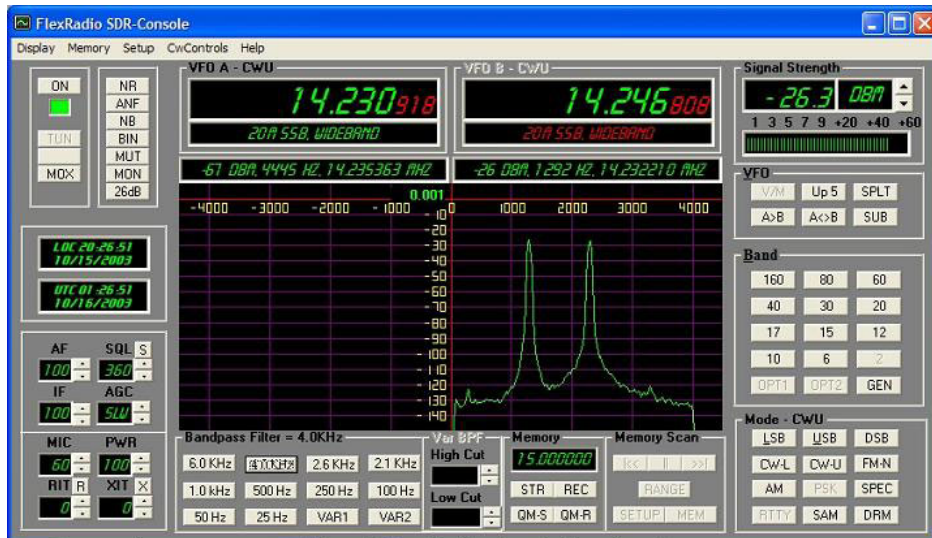 FlexRadio SDR-Console
Display Memory Setup CwControls Help
ON
TUN
MOX
NR
ANF
NB
BIN
MUT
MON
26dB
LOC 20:26:51
10/15/2003
UTC 01:26:51
10/16/2003
AF SQL S
100 360
IF AGC
100 SLW
MIC PWR
60 100
RIT R XIT X
0 0
VFO A - CWU
14.230918
20M SSB, WIDEBAND
-67 DBM, 4445 HZ, 14.235363 MHZ
VFO B - CWU
14.246808
20M SSB, WIDEBAND
-26 DBM, 1292 HZ, 14.232210 MHZ
0.001
-4000 -3000 -2000 -1000 0 1000 2000 3000 4000
-10
-20
-30
-40
-50
-60
-70
-80
-90
-100
-110
-120
-130
-140
Bandpass Filter = 4.0KHz
6.0 KHz 4.0 KHz 2.6 KHz 2.1 KHz
1.0 kHz 500 Hz 250 Hz 100 Hz
50 Hz 25 Hz VAR1 VAR2
Var BPF
High Cut
Low Cut
Memory
15.000000
STR REC
QM-S QM-R
Memory Scan
|<< || >>|
RANGE
SETUP MEM
Signal Strength
-26.3 DBM
1 3 5 7 9 +20 +40 +60
VFO
V/M Up 5 SPLT
A>B A<>B SUB
Band
160 80 60
40 30 20
17 15 12
10 6 2
OPT1 OPT2 GEN
Mode - CWU
LSB USB DSB
CW-L CW-U FM-N
AM PSK SPEC
RTTY SAM DRM